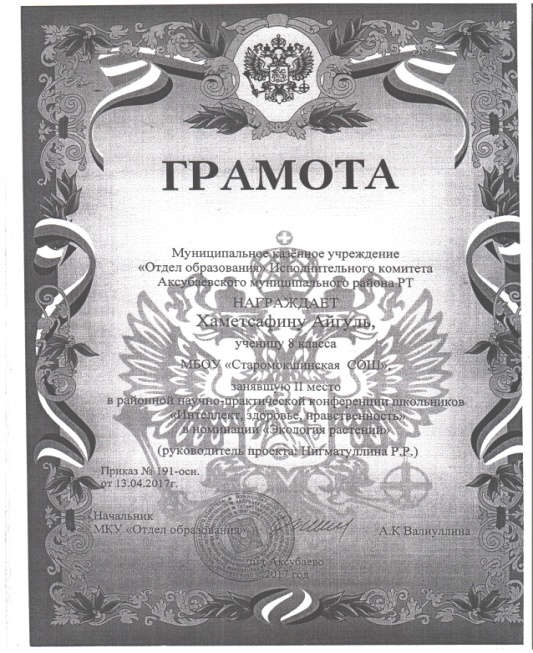 ГРАМОТА
Муниципальное казённое учреждение
«Отдел образования» Исполнительного комитета
Аксубаевского муниципального района РТ
НАГРАЖДАЕТ
Хаметсафину Айгуль,
ученицу 8 класса
МБОУ «Старомокшинская СОШ»,
занявшую II место
в районной научно-практической конференции школьников
«Интеллект, здоровье, нравственность»
в номинации «Экология растений»
(руководитель проекта: Нигматуллина Р.Р.)
Приказ № 191-осн.
от 13.04.2017г.
Начальник
МКУ «Отдел образования»
А.К Валиуллина
пгт Аксубаево
2017 год